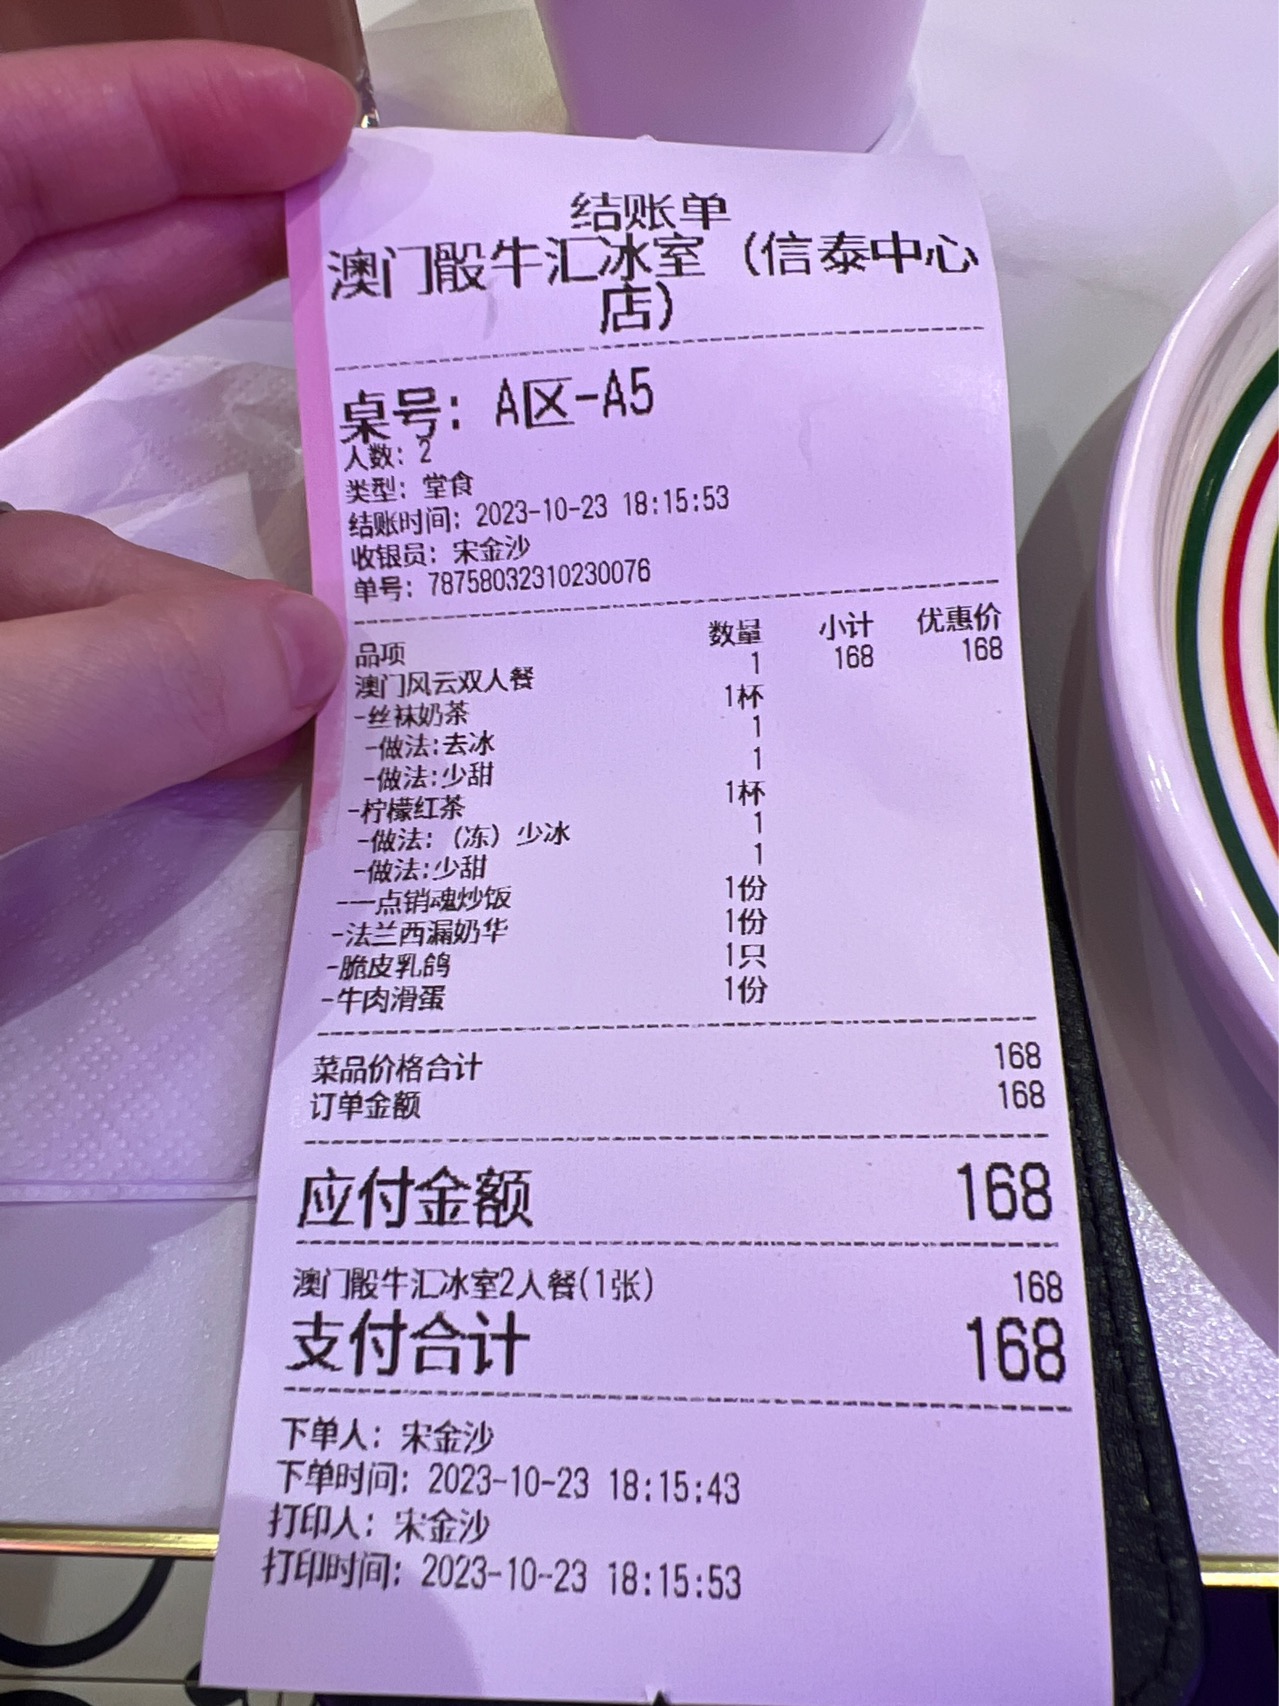 结账单
澳门骰牛汇冰室（信泰中心
店）
桌号：A区-A5
人数：2
类型：堂食
结账时间：2023-10-23 18:15:53
收银员：宋金沙
单号：78758032310230076
品项 数量 小计 优惠价
澳门风云双人餐 1 168 168
-丝袜奶茶 1杯
-做法:去冰 1
-做法:少甜 1
-柠檬红茶 1杯
-做法:（冻）少冰 1
-做法:少甜 1
-一点销魂炒饭 1份
-法兰西漏奶华 1份
-脆皮乳鸽 1只
-牛肉滑蛋 1份
菜品价格合计 168
订单金额 168
应付金额 168
澳门骰牛汇冰室2人餐(1张) 168
支付合计 168
下单人：宋金沙
下单时间：2023-10-23 18:15:43
打印人：宋金沙
打印时间：2023-10-23 18:15:53